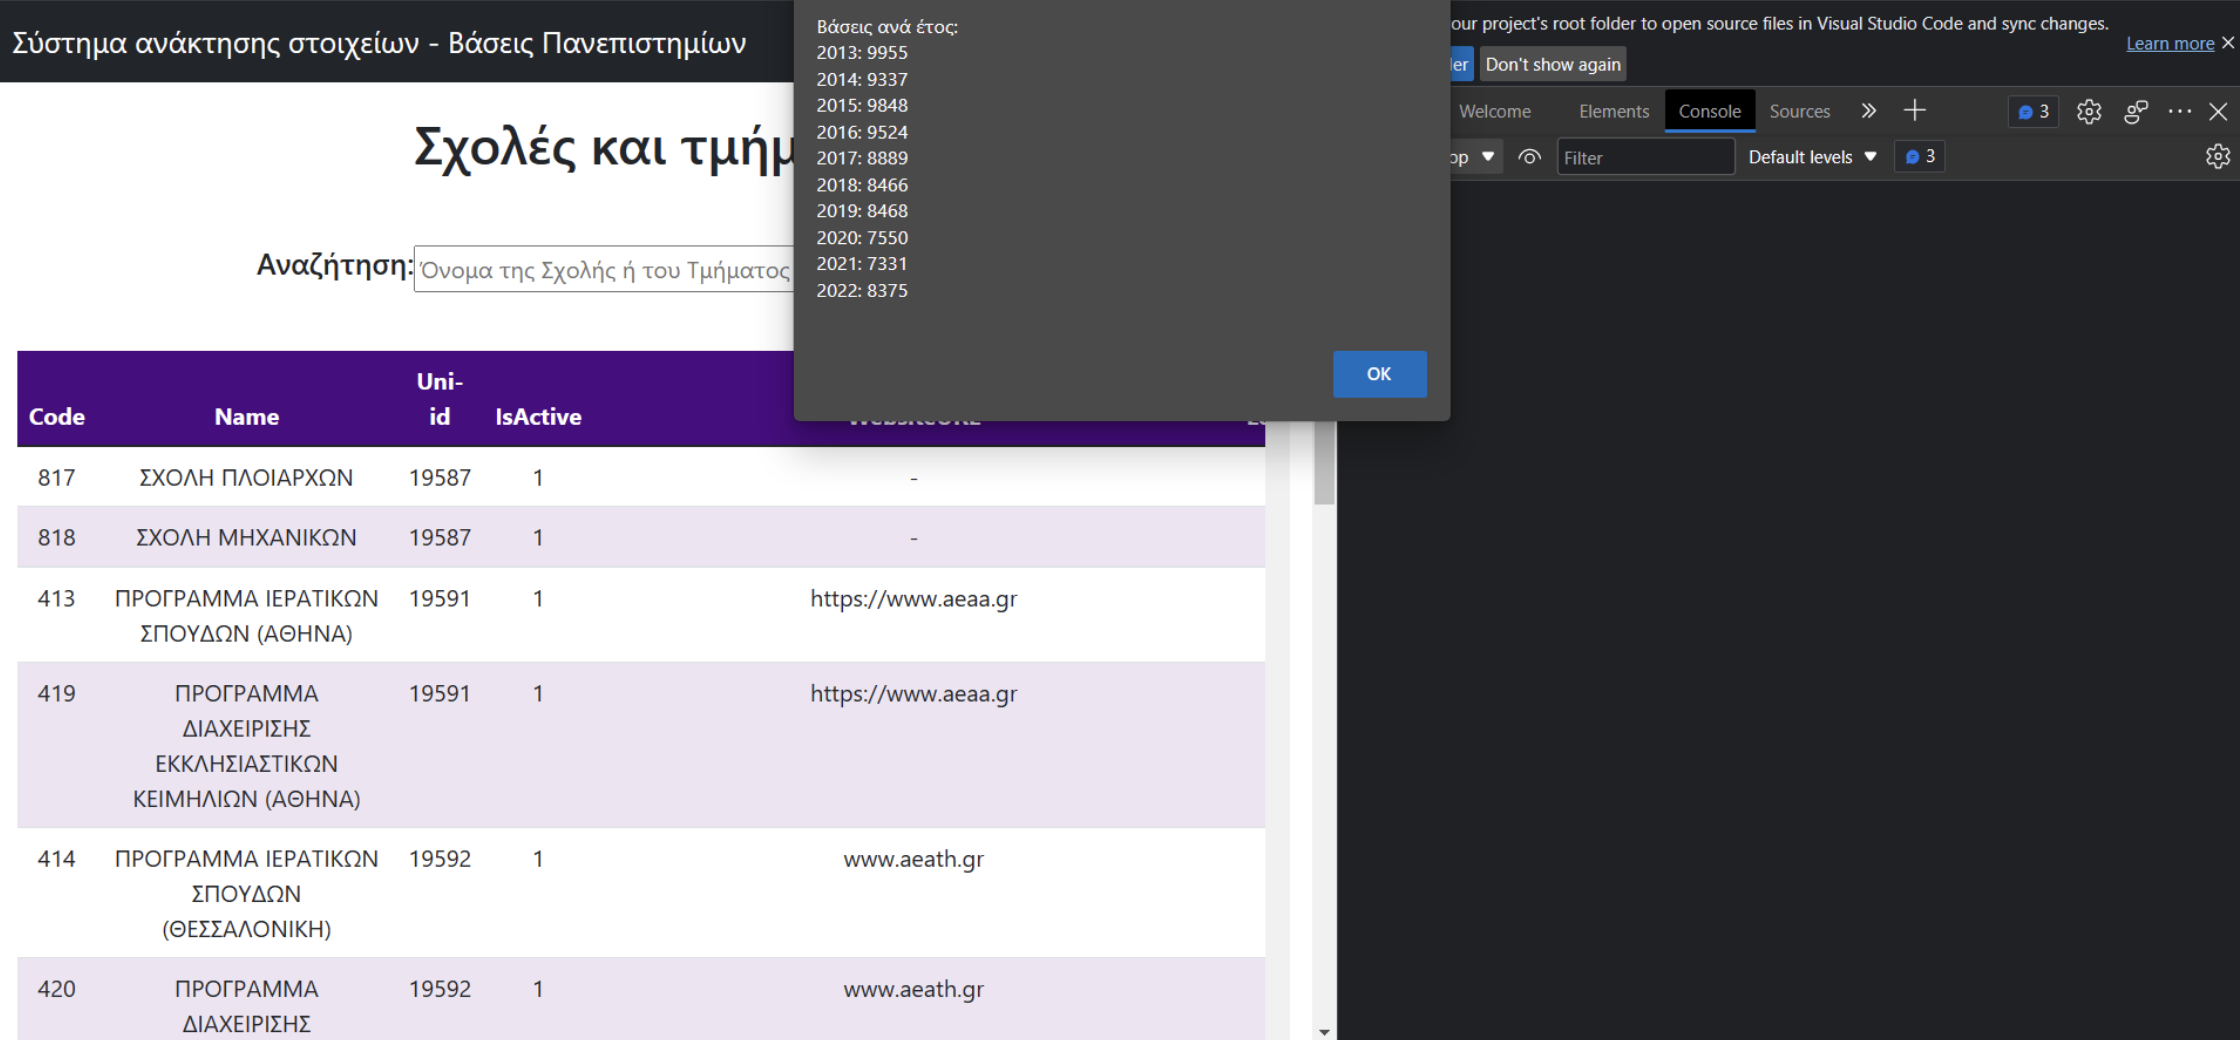 Σύστημα ανάκτησης στοιχείων - Βάσεις Πανεπιστημίων
Σχολές και
Αναζήτηση:
Όνομα της Σχολής ή του Τμήματος
Βάσεις ανά έτος:
2013: 9955
2014: 9337
2015: 9848
2016: 9524
2017: 8889
2018: 8466
2019: 8468
2020: 7550
2021: 7331
2022: 8375
OK
our project's root folder to open source files in Visual Studio Code and sync changes.
Learn more
Don't show again
Welcome Elements Console Sources 3
Filter Default levels 3
Code Name Uni-id IsActive
817 ΣΧΟΛΗ ΠΛΟΙΑΡΧΩΝ 19587 1 -
818 ΣΧΟΛΗ ΜΗΧΑΝΙΚΩΝ 19587 1 -
413 ΠΡΟΓΡΑΜΜΑ ΙΕΡΑΤΙΚΩΝ 19591 1 https://www.aeaa.gr
ΣΠΟΥΔΩΝ (ΑΘΗΝΑ)
419 ΠΡΟΓΡΑΜΜΑ 19591 1 https://www.aeaa.gr
ΔΙΑΧΕΙΡΙΣΗΣ
ΕΚΚΛΗΣΙΑΣΤΙΚΩΝ
ΚΕΙΜΗΛΙΩΝ (ΑΘΗΝΑ)
414 ΠΡΟΓΡΑΜΜΑ ΙΕΡΑΤΙΚΩΝ 19592 1 www.aeath.gr
ΣΠΟΥΔΩΝ
(ΘΕΣΣΑΛΟΝΙΚΗ)
420 ΠΡΟΓΡΑΜΜΑ 19592 1 www.aeath.gr
ΔΙΑΧΕΙΡΙΣΗΣ